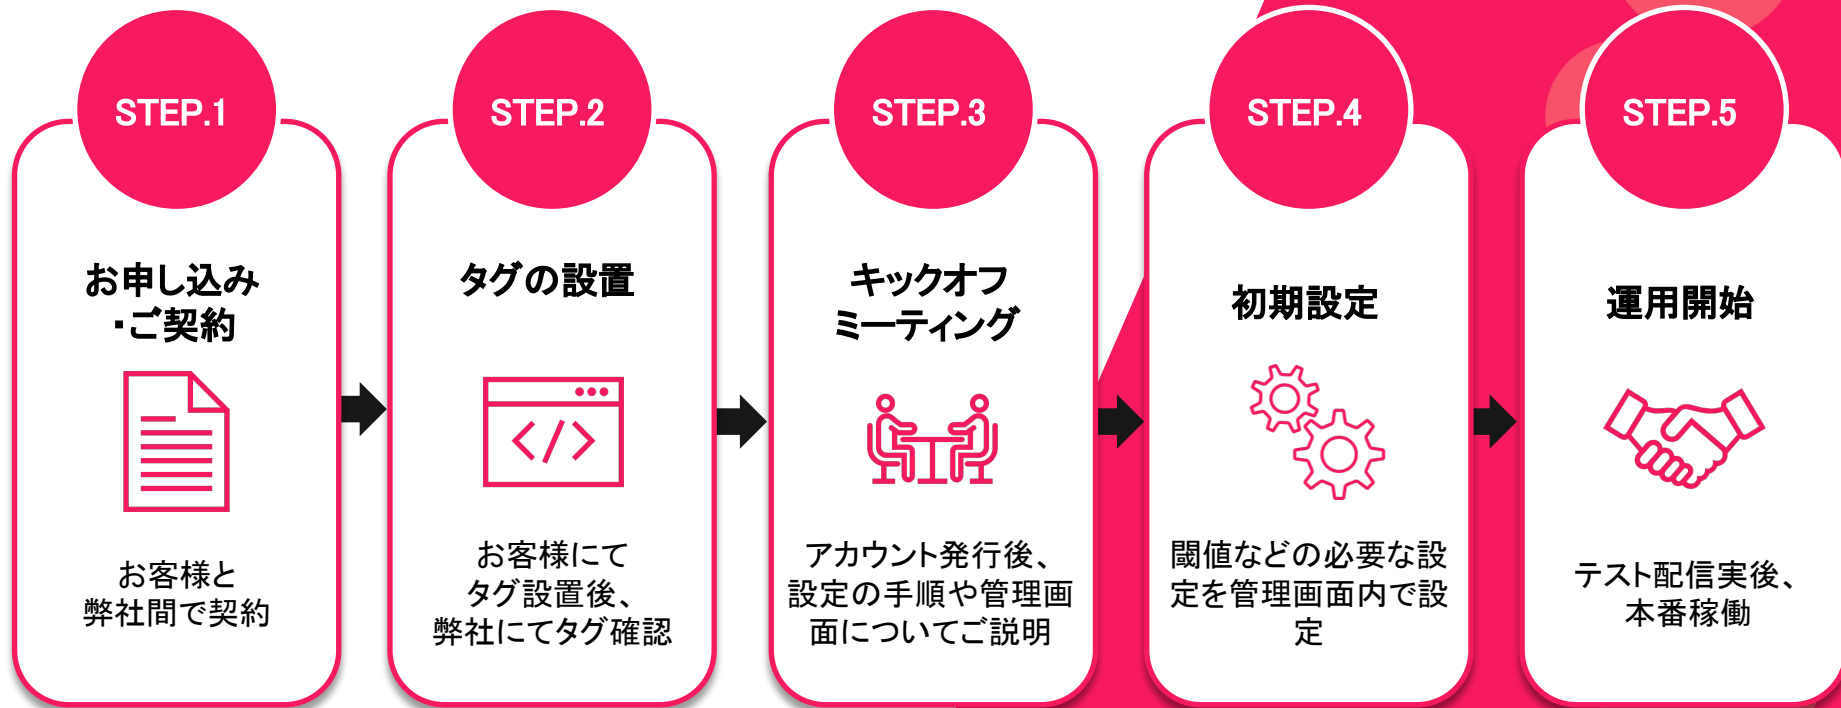 STEP.1
お申し込み
・ご契約
お客様と
弊社間で契約
STEP.2
タグの設置
</>
お客様にて
タグ設置後、
弊社にてタグ確認
STEP.3
キックオフ
ミーティング
アカウント発行後、
設定の手順や管理画
面についてご説明
STEP.4
初期設定
閾値などの必要な設
定を管理画面内で設
定
STEP.5
運用開始
テスト配信実後、
本番稼働